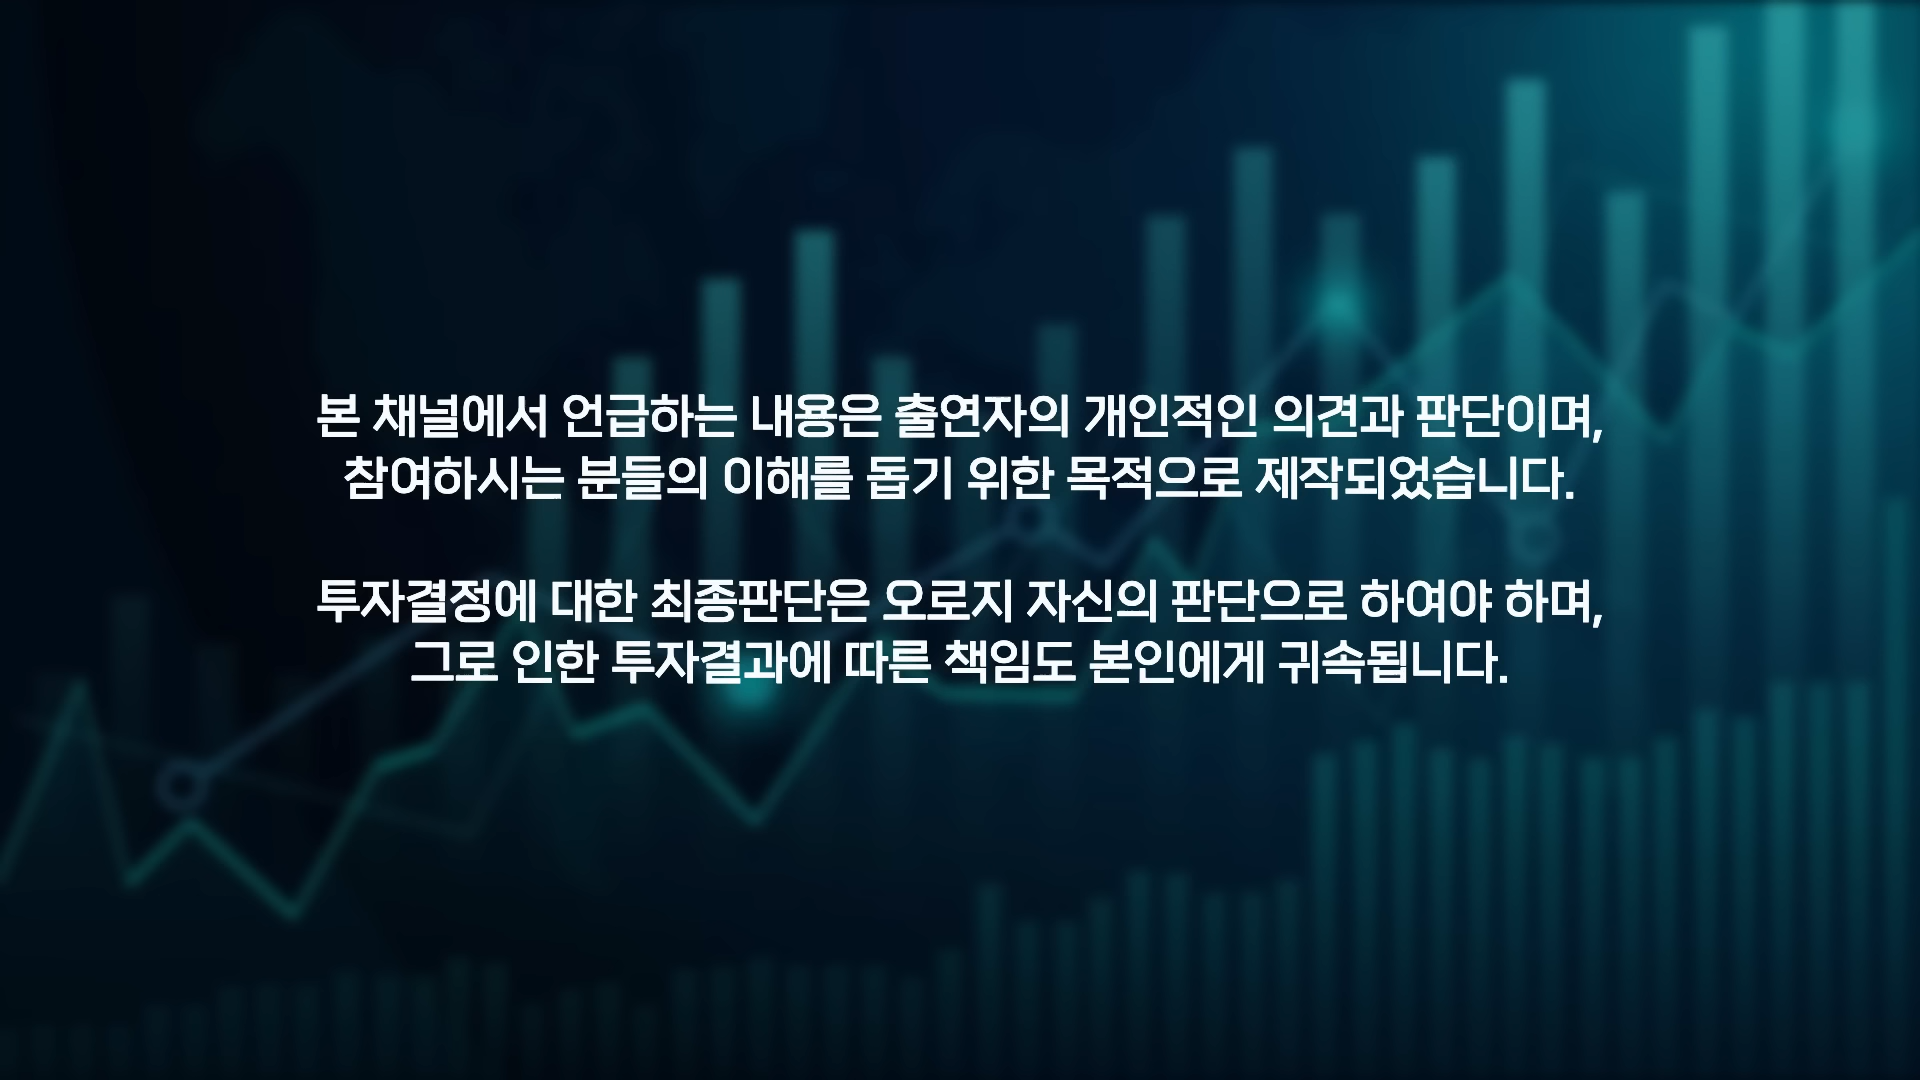 본 채널에서 언급하는 내용은 출연자의 개인적인 의견과 판단이며,
참여하시는 분들의 이해를 돕기 위한 목적으로 제작되었습니다.
투자결정에 대한 최종판단은 오로지 자신의 판단으로 하여야 하며,
그로 인한 투자결과에 따른 책임도 본인에게 귀속됩니다.